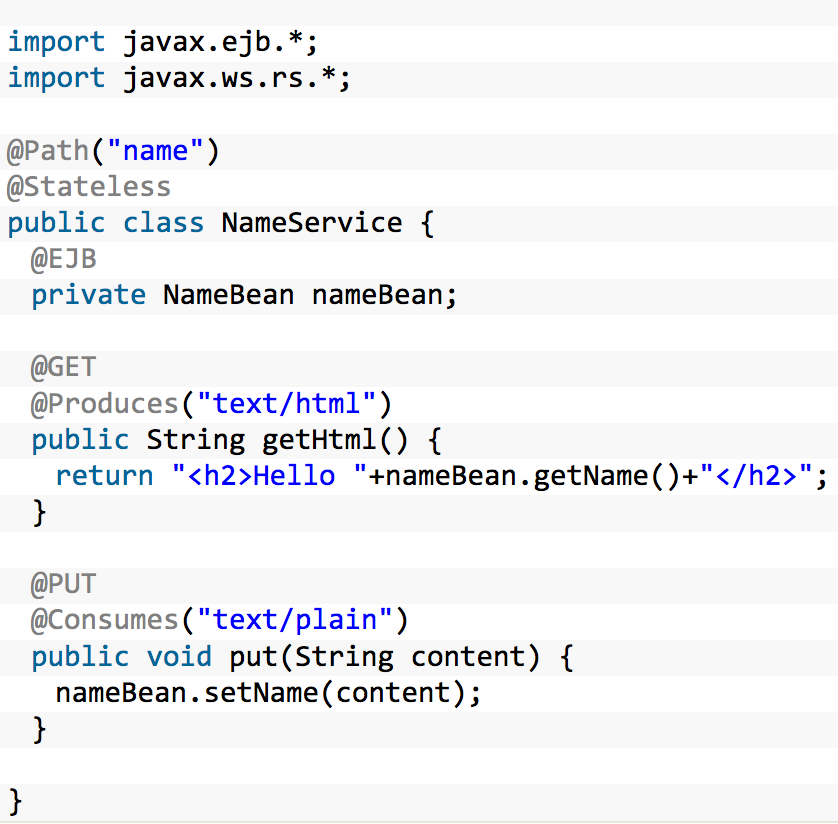 import javax.ejb.*;
import javax.ws.rs.*;
@Path("name")
@Stateless
public class NameService {
@EJB
private NameBean nameBean;
@GET
@Produces("text/html")
public String getHtml() {
return "<h2>Hello "+nameBean.getName()+"</h2>";
}
@PUT
@Consumes("text/plain")
public void put(String content) {
nameBean.setName(content);
}
}